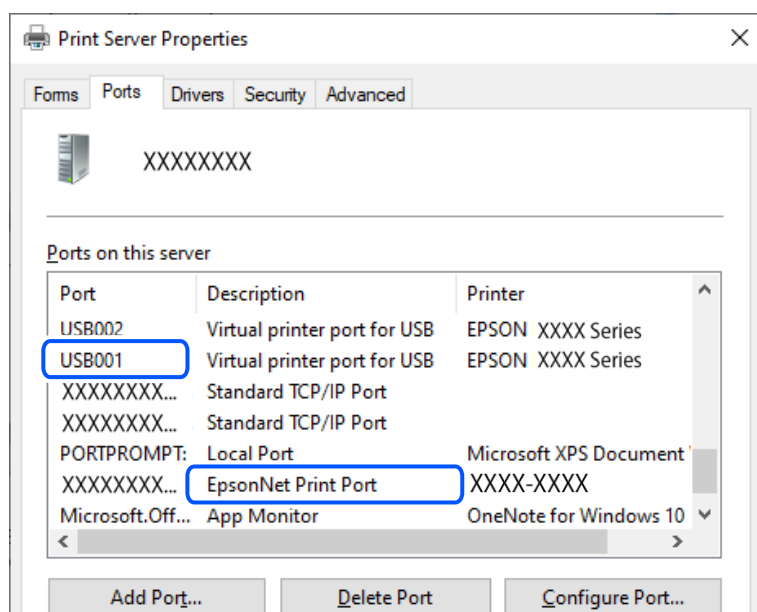 Print Server Properties
Forms Ports Drivers Security Advanced
XXXXXXXX
Ports on this server
Port Description Printer
USB002 Virtual printer port for USB EPSON XXXX Series
USB001 Virtual printer port for USB EPSON XXXX Series
XXXXXXXX... Standard TCP/IP Port
XXXXXXXX... Standard TCP/IP Port
PORTPROMPT: Local Port Microsoft XPS Document
XXXXXXXX... EpsonNet Print Port XXXX-XXXX
Microsoft.Off... App Monitor OneNote for Windows 10
Add Port... Delete Port Configure Port...